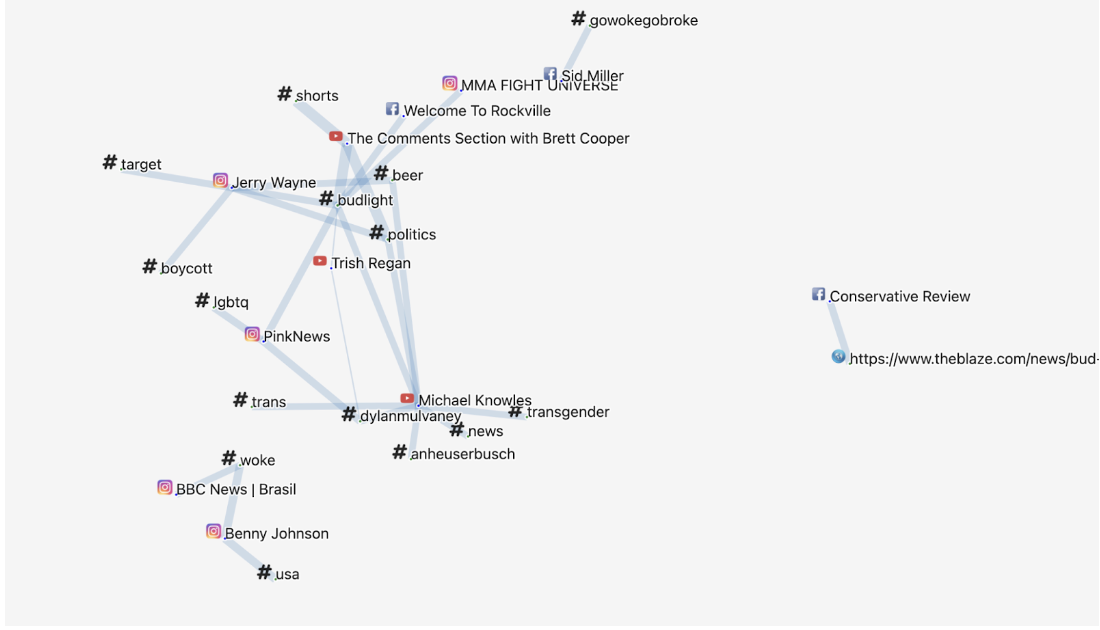 # gowokegobroke
Sid Miller
MMA FIGHT UNIVERSE
# shorts
Welcome To Rockville
The Comments Section with Brett Cooper
# target
# beer
Jerry Wayne
# budlight
# politics
Trish Regan
# boycott
# lgbtq
Conservative Review
PinkNews
https://www.theblaze.com/news/bud-
# trans
Michael Knowles
# dylanmulvaney
# transgender
# news
# anheuserbusch
# woke
BBC News | Brasil
Benny Johnson
# usa